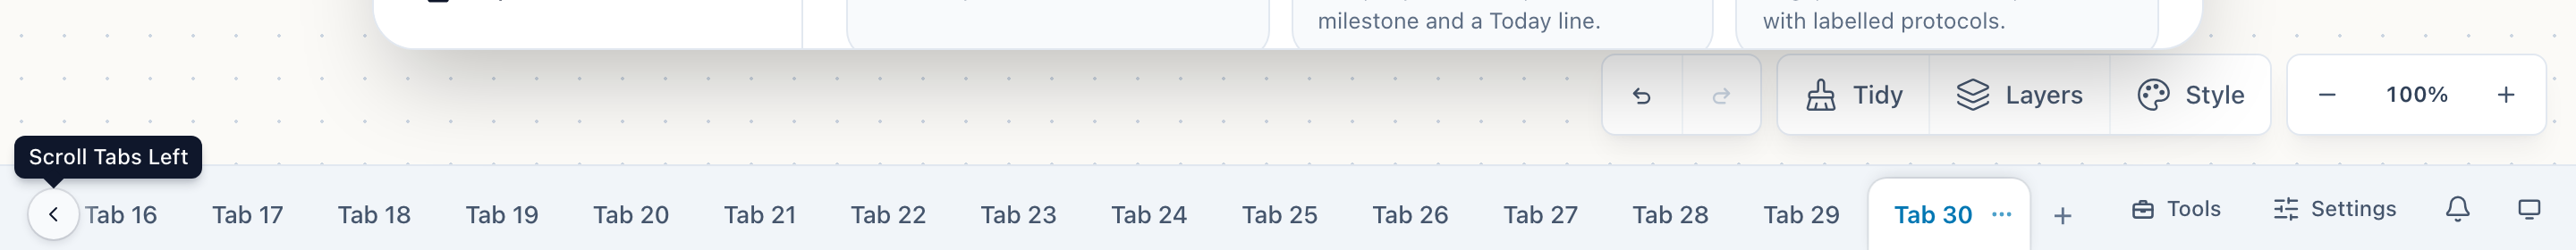 milestone and a Today line.
with labelled protocols.
Tidy
Layers
Style
100%
Scroll Tabs Left
Tab 16
Tab 17
Tab 18
Tab 19
Tab 20
Tab 21
Tab 22
Tab 23
Tab 24
Tab 25
Tab 26
Tab 27
Tab 28
Tab 29
Tab 30
Tools
Settings